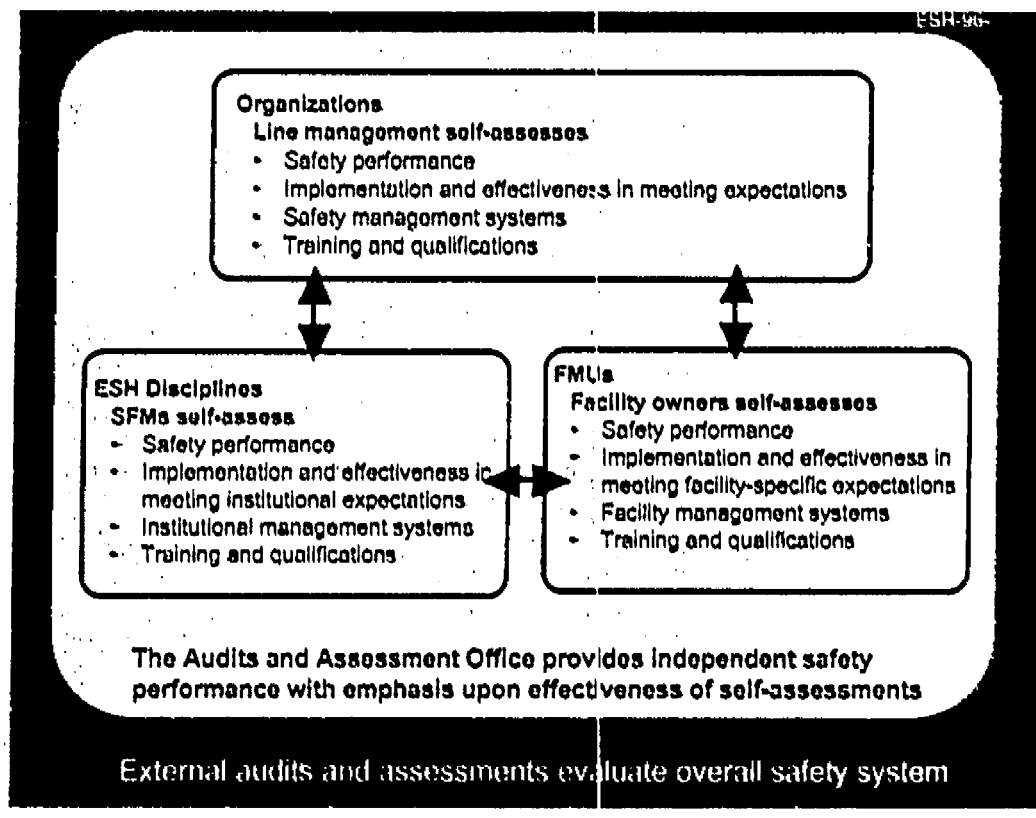 ESH-96-
Organizations
Line management self-assesses
• Safety performance
• Implementation and effectiveness in meeting expectations
• Safety management systems
• Training and qualifications
ESH Disciplines
SFMs self-assess
• Safety performance
• Implementation and effectiveness in
meeting institutional expectations
• Institutional management systems
• Training and qualifications
FMUs
Facility owners self-assesses
• Safety performance
• Implementation and effectiveness in
meeting facility-specific expectations
• Facility management systems
• Training and qualifications
The Audits and Assessment Office provides independent safety
performance with emphasis upon effectiveness of self-assessments
External audits and assessments evaluate overall safety system